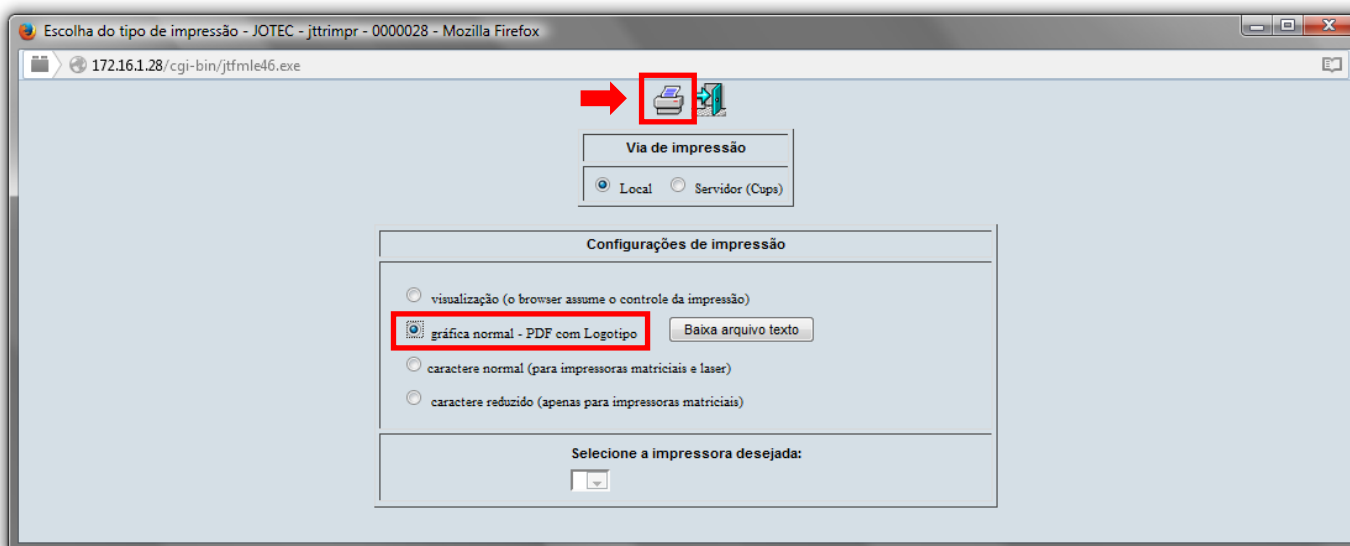 Escolha do tipo de impressão - JOTEC - jttrimpr - 0000028 - Mozilla Firefox
172.16.1.28/cgi-bin/jtfmle46.exe
Via de impressão
Local Servidor (Cups)
Configurações de impressão
visualização (o browser assume o controle da impressão)
gráfica normal - PDF com Logotipo Baixa arquivo texto
caractere normal (para impressoras matriciais e laser)
caractere reduzido (apenas para impressoras matriciais)
Selecione a impressora desejada: